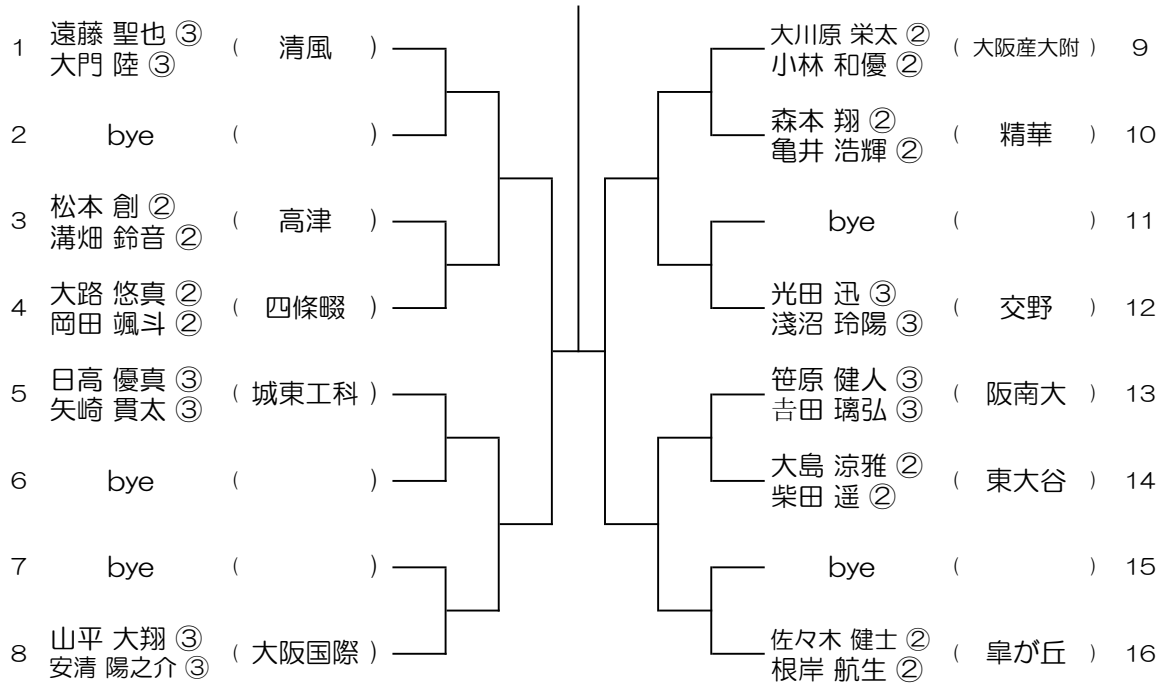 1 遠藤 聖也 ③
大門 陸 ③ ( 清風 )
2 bye ( )
3 松本 創 ②
溝畑 鈴音 ② ( 高津 )
4 大路 悠真 ②
岡田 颯斗 ② ( 四條畷 )
5 日高 優真 ③
矢崎 貫太 ③ ( 城東工科 )
6 bye ( )
7 bye ( )
8 山平 大翔 ③
安清 陽之介 ③ ( 大阪国際 )
大川原 栄太 ②
小林 和優 ② ( 大阪産大附 ) 9
森本 翔 ②
亀井 浩輝 ② ( 精華 ) 10
bye ( ) 11
光田 迅 ③
淺沼 玲陽 ③ ( 交野 ) 12
笹原 健人 ③
𠮷田 璃弘 ③ ( 阪南大 ) 13
大島 涼雅 ②
柴田 遥 ② ( 東大谷 ) 14
bye ( ) 15
佐々木 健士 ②
根岸 航生 ② ( 皐が丘 ) 16